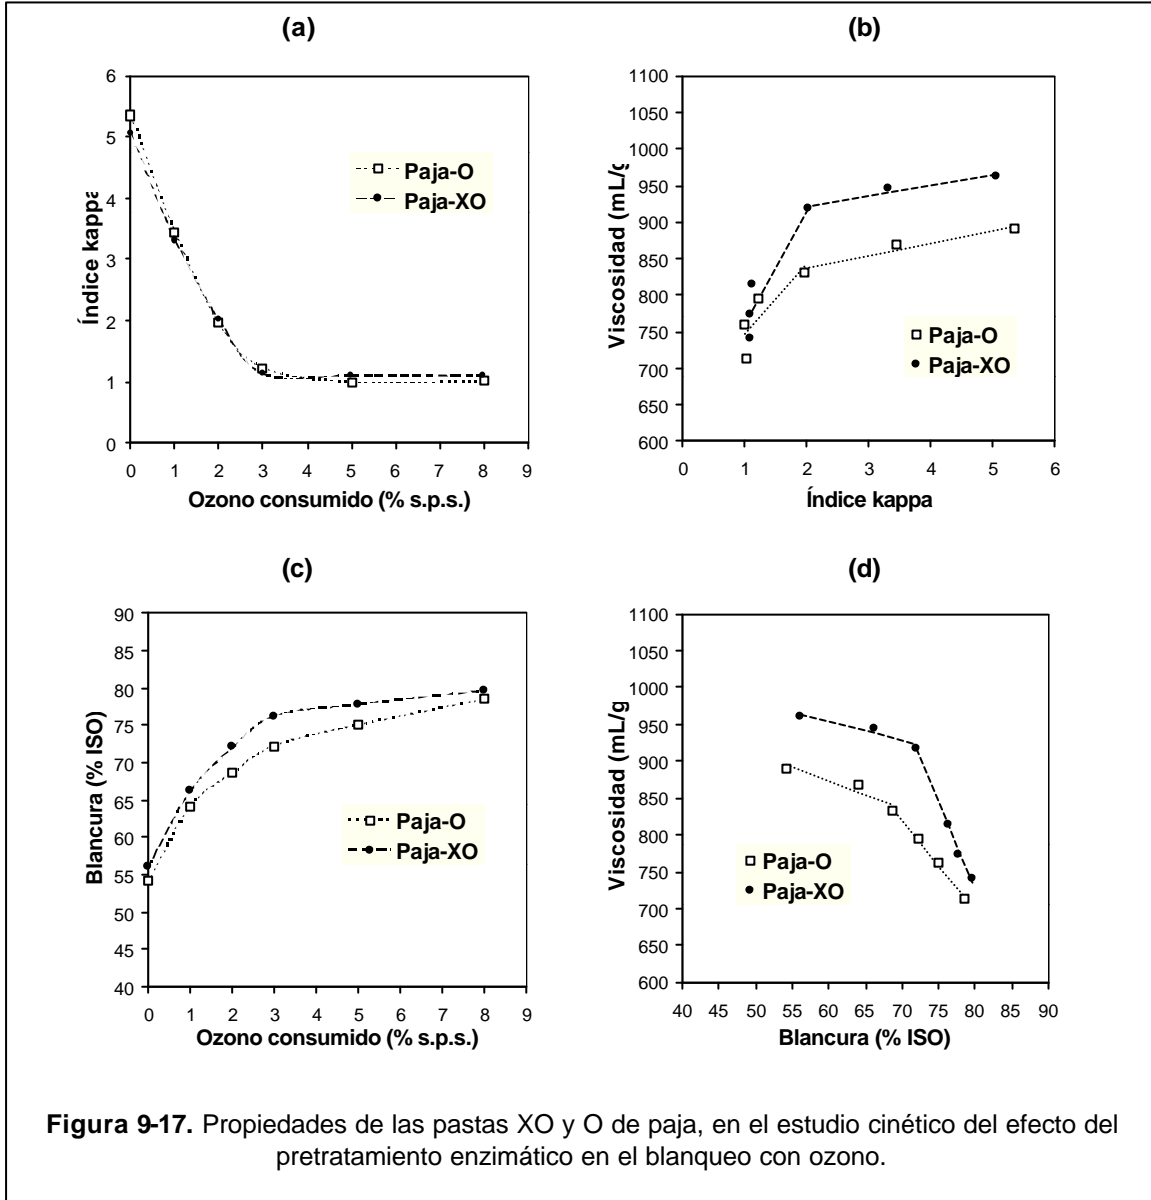 (a)
6
5
4
3
2
1
0
Índice kappa
Paja-O
Paja-XO
0 1 2 3 4 5 6 7 8 9
Ozono consumido (% s.p.s.)
(b)
1100
1050
1000
950
900
850
800
750
700
650
600
Viscosidad (mL/g
Paja-O
Paja-XO
0 1 2 3 4 5 6
Índice kappa
(c)
90
85
80
75
70
65
60
55
50
45
40
Blancura (% ISO)
Paja-O
Paja-XO
0 1 2 3 4 5 6 7 8 9
Ozono consumido (% s.p.s.)
(d)
1100
1050
1000
950
900
850
800
750
700
650
600
Viscosidad (mL/g
Paja-O
Paja-XO
40 45 50 55 60 65 70 75 80 85 90
Blancura (% ISO)
Figura 9-17. Propiedades de las pastas XO y O de paja, en el estudio cinético del efecto del
pretratamiento enzimático en el blanqueo con ozono.